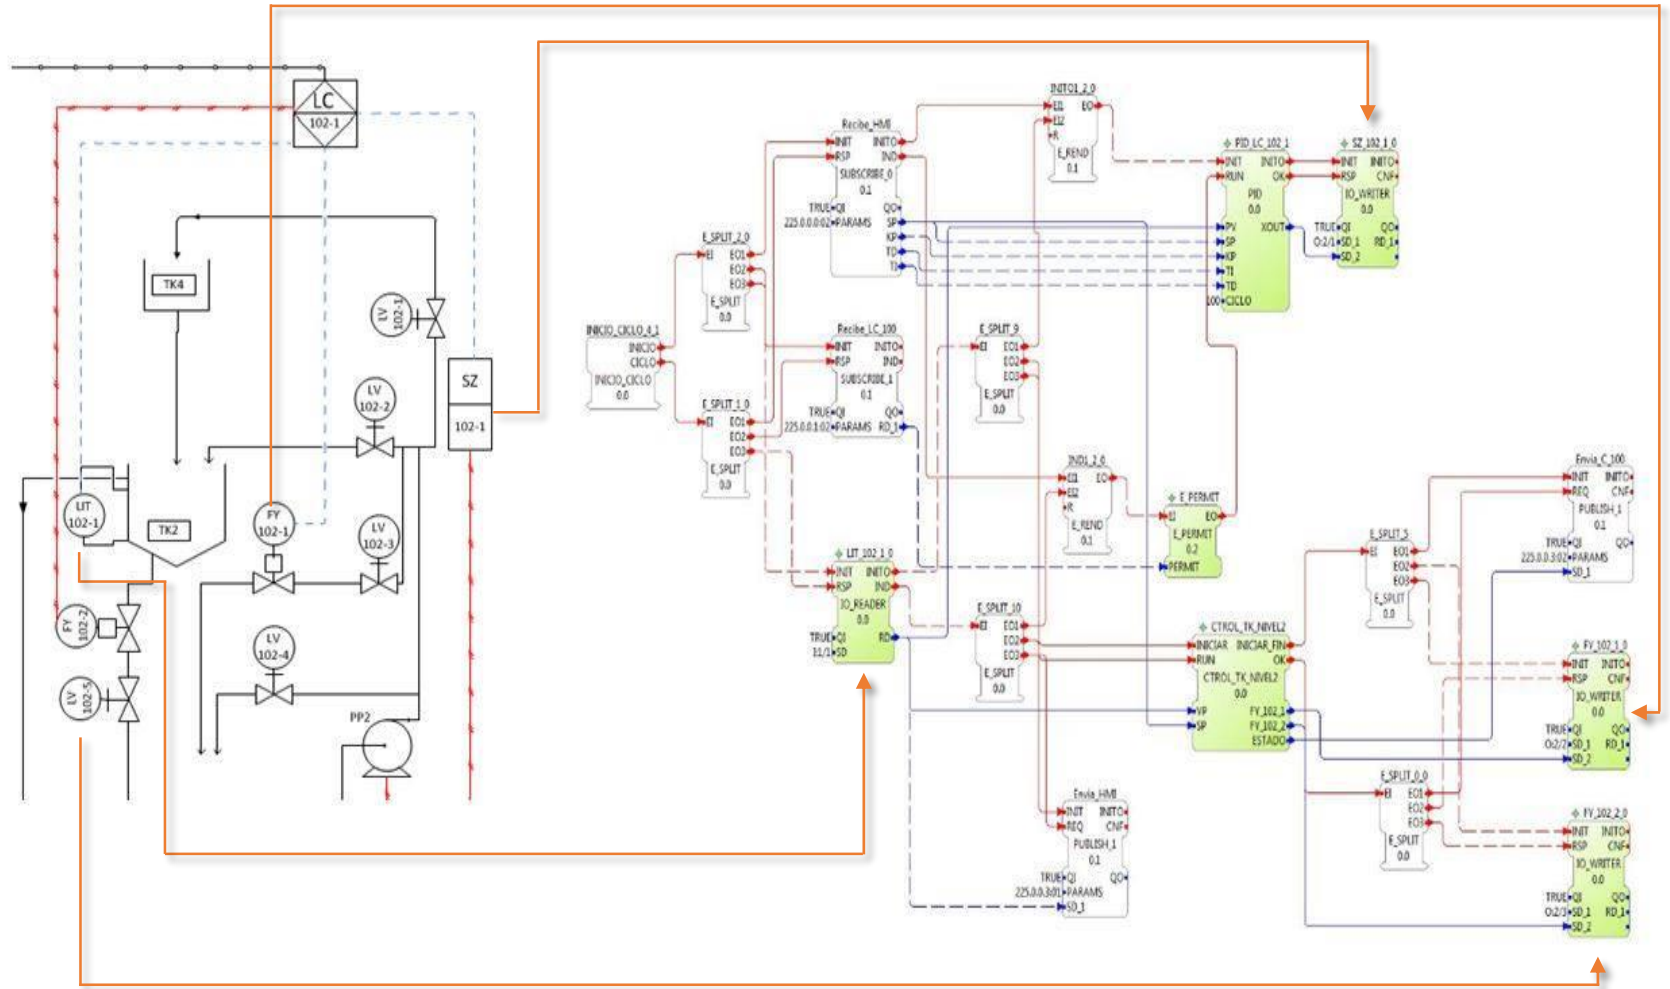 LC
102-1
TK4
LV
102-1
LV
102-2
SZ
102-1
LIT
102-1
TK2
FY
102-1
LV
102-3
FY
102-2
LV
102-4
LV
102-5
PP2
INICIO_CICLO_4_1
INICIO
CICLO
INICIO_CICLO
0.0
E_SPLIT_2_0
EI EO1
EO2
EO3
E_SPLIT
0.0
E_SPLIT_1_0
EI EO1
EO2
EO3
E_SPLIT
0.0
Recibe_HMI
INIT INITO
RSP IND
SUBSCRIBE_0
0.1
TRUE QI QO
225.0.0.0:02 PARAMS SP
KP
TD
TI
Recibe_LC_100
INIT INITO
RSP IND
SUBSCRIBE_1
0.1
TRUE QI QO
225.0.0.1:02 PARAMS RD_1
LIT_102_1_0
INIT INITO
RSP IND
IO_READER
0.0
TRUE QI RD
SD
INITO1_2_0
EI1 EO
EI2
R
E_REND
0.1
E_SPLIT_9
EI EO1
EO2
EO3
E_SPLIT
0.0
IND1_2_0
EI1 EO
EI2
R
E_REND
0.1
E_SPLIT_10
EI EO1
EO2
EO3
E_SPLIT
0.0
Envia_HMI
INIT INITO
REQ CNF
PUBLISH_1
0.1
TRUE QI QO
225.0.0.3:01 PARAMS
SD_1
E_PERMIT
EI EO
E_PERMIT
0.2
PERMIT
PID_LC_102_1
INIT INITO
RUN OK
PID
0.0
PV XOUT
SP
KP
TI
TD
100 CICLO
SZ_102_1_0
INIT INITO
RSP CNF
IO_WRITER
0.0
TRUE QI QO
O:2/1 SD_1 RD_1
SD_2
CTROL_TK_NIVEL2
INICIAR INICIAR_FIN
RUN OK
CTROL_TK_NIVEL2
0.0
VP FY_102_1
SP FY_102_2
ESTADO
E_SPLIT_5
EI EO1
EO2
EO3
E_SPLIT
0.0
E_SPLIT_0_0
EI EO1
EO2
EO3
E_SPLIT
0.0
Envia_C_100
INIT INITO
REQ CNF
PUBLISH_1
0.1
TRUE QI QO
225.0.0.3:02 PARAMS
SD_1
FY_102_1_0
INIT INITO
RSP CNF
IO_WRITER
0.0
TRUE QI QO
O:2/2 SD_1 RD_1
SD_2
FY_102_2_0
INIT INITO
RSP CNF
IO_WRITER
0.0
TRUE QI QO
O:2/3 SD_1 RD_1
SD_2